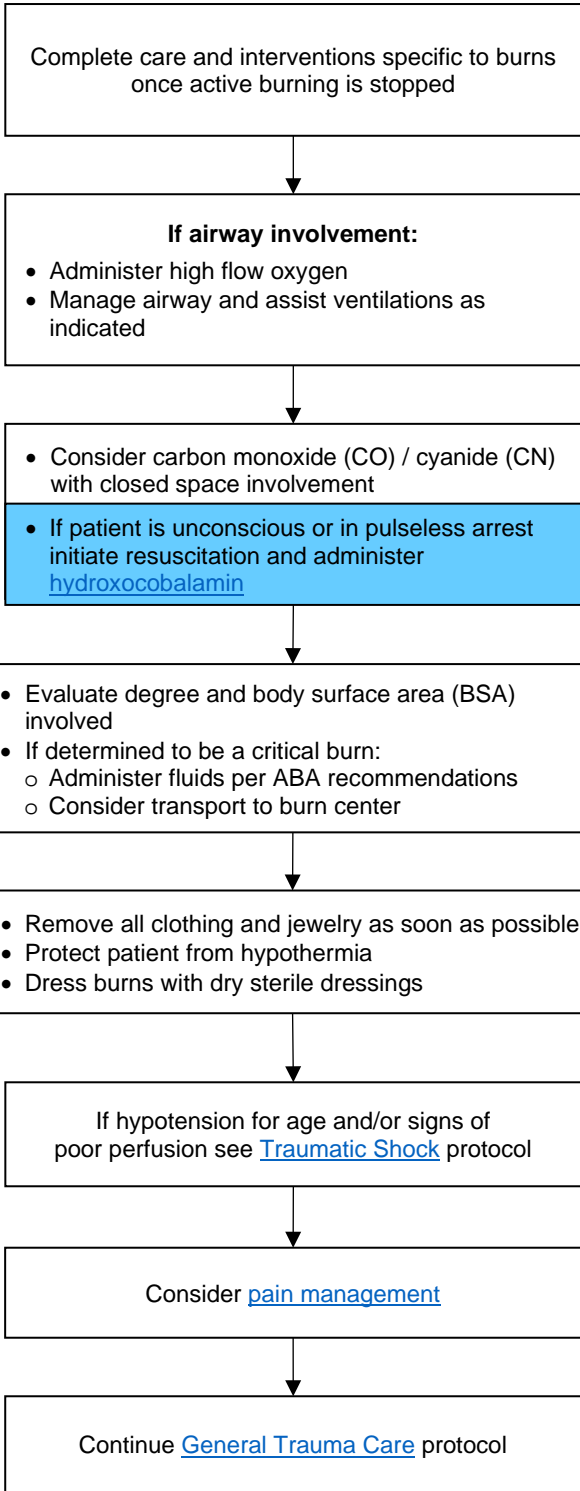 Complete care and interventions specific to burns
once active burning is stopped
If airway involvement:
• Administer high flow oxygen
• Manage airway and assist ventilations as
indicated
• Consider carbon monoxide (CO) / cyanide (CN)
with closed space involvement
• If patient is unconscious or in pulseless arrest
initiate resuscitation and administer
hydroxocobalamin
• Evaluate degree and body surface area (BSA)
involved
• If determined to be a critical burn:
o Administer fluids per ABA recommendations
o Consider transport to burn center
• Remove all clothing and jewelry as soon as possible
• Protect patient from hypothermia
• Dress burns with dry sterile dressings
If hypotension for age and/or signs of
poor perfusion see Traumatic Shock protocol
Consider pain management
Continue General Trauma Care protocol